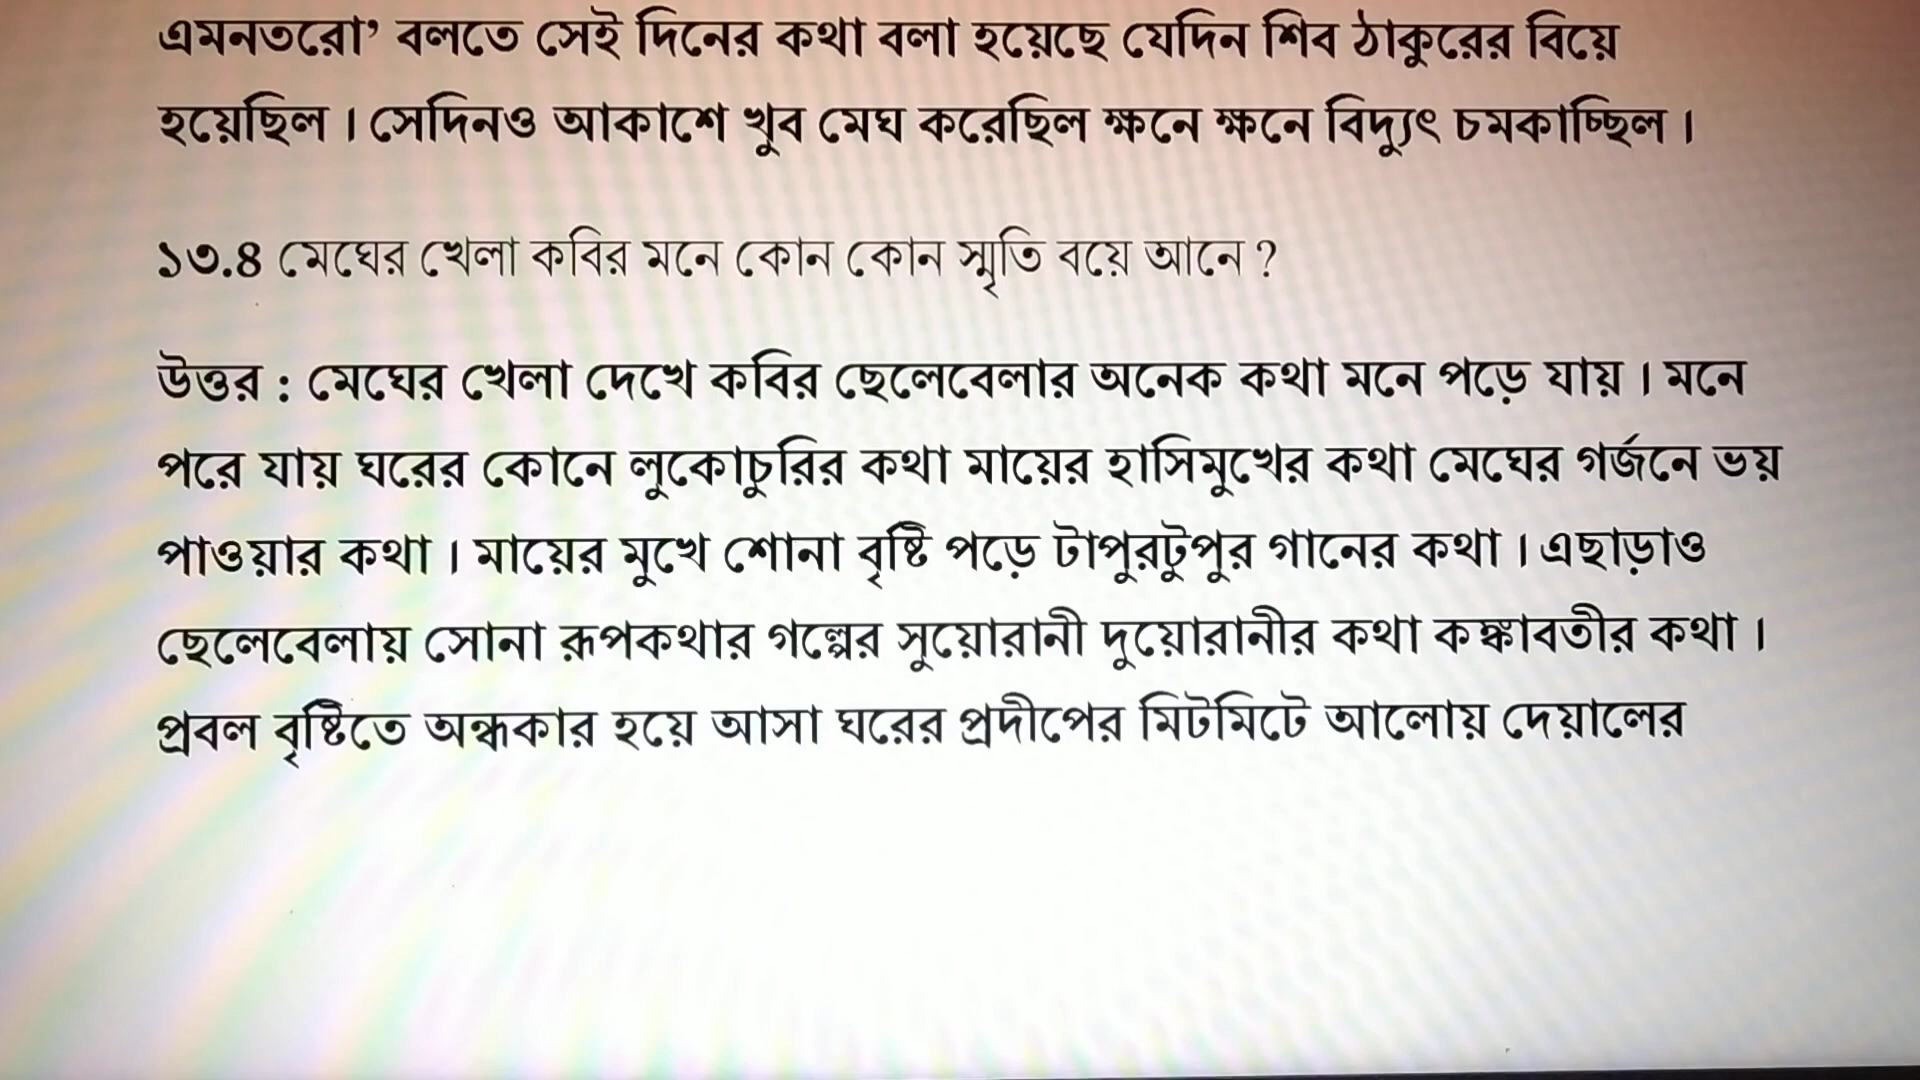 এমনতরো’ বলতে সেই দিনের কথা বলা হয়েছে যেদিন শিব ঠাকুরের বিয়ে
হয়েছিল । সেদিনও আকাশে খুব মেঘ করেছিল ক্ষনে ক্ষনে বিদ্যুৎ চমকাচ্ছিল ।
১৩.৪ মেঘের খেলা কবির মনে কোন কোন স্মৃতি বয়ে আনে ?
উত্তর : মেঘের খেলা দেখে কবির ছেলেবেলার অনেক কথা মনে পড়ে যায় । মনে
পরে যায় ঘরের কোনে লুকোচুরির কথা মায়ের হাসিমুখের কথা মেঘের গর্জনে ভয়
পাওয়ার কথা । মায়ের মুখে শোনা বৃষ্টি পড়ে টাপুরটুপুর গানের কথা । এছাড়াও
ছেলেবেলায় সোনা রূপকথার গল্পের সুয়োরানী দুয়োরানীর কথা কঙ্কাবতীর কথা ।
প্রবল বৃষ্টিতে অন্ধকার হয়ে আসা ঘরের প্রদীপের মিটমিটে আলোয় দেয়ালের